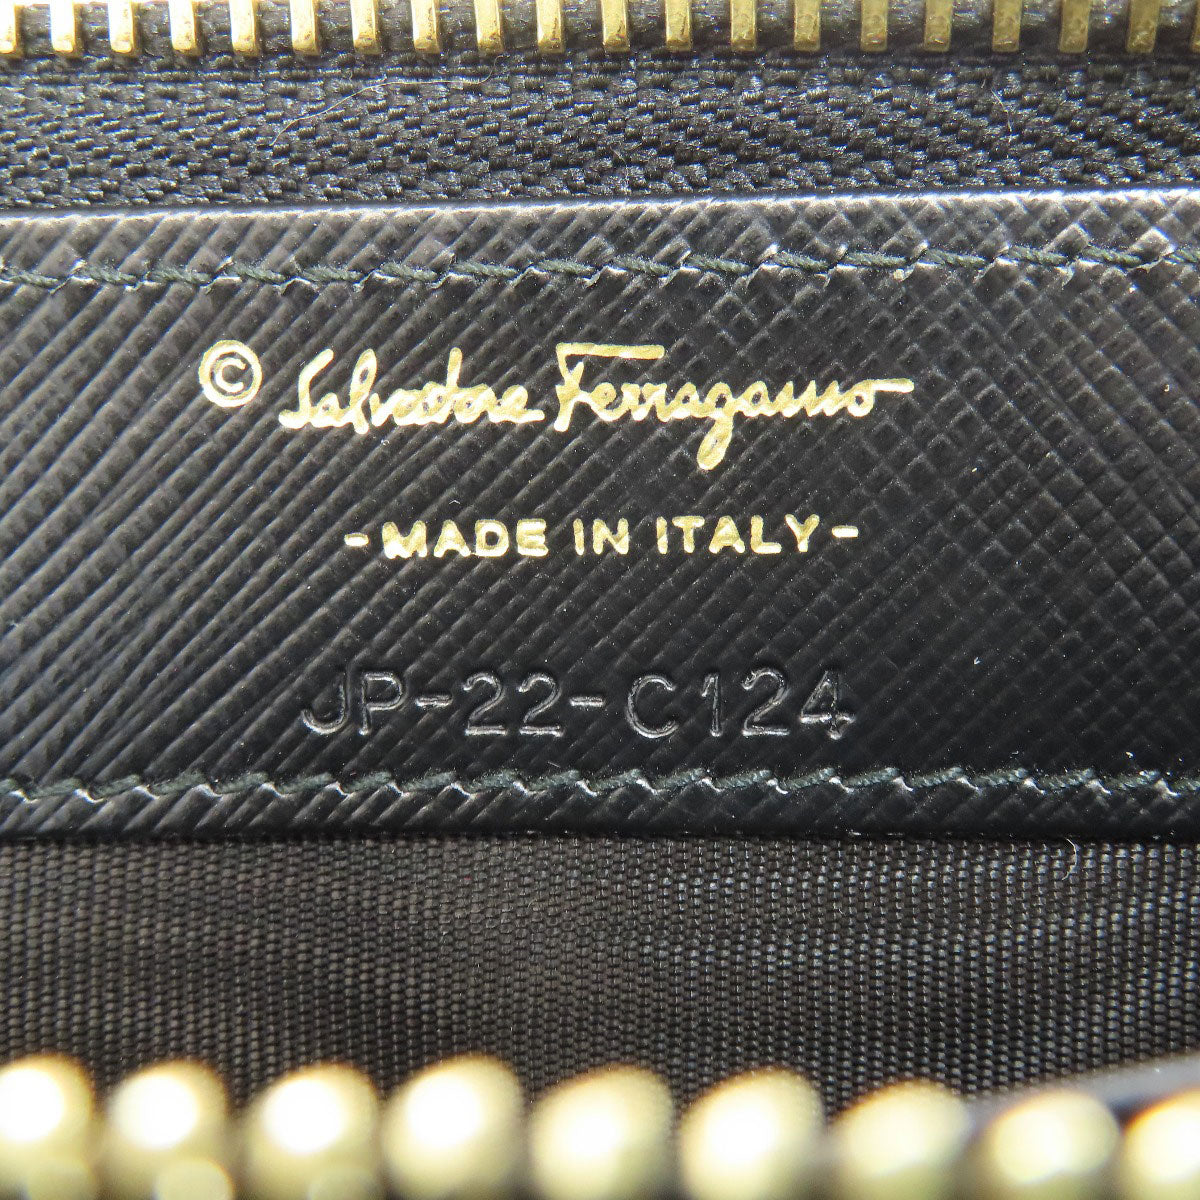 © Salvatore Ferragamo
-MADE IN ITALY-
JP-22-C124